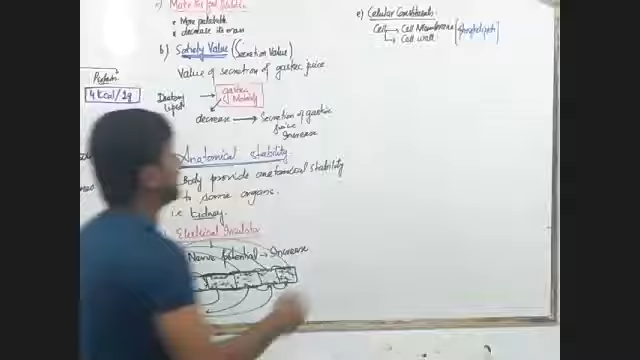 More palatable
decrease its mass
b) Satiety Value (Secretion Value)
Value of secretion of gastric juice
Protein
4 Kcal/1g
Dietary lipid → gastric Motility
decrease → Secretion of gastric juice increase
Anatomical stability
Body provide anatomical stability
to some organs.
i.e kidney.
Electrical Insulator
Nerve potential → Increase
e) Cellular Constituents
Cell → Cell Membrane
→ Cell wall